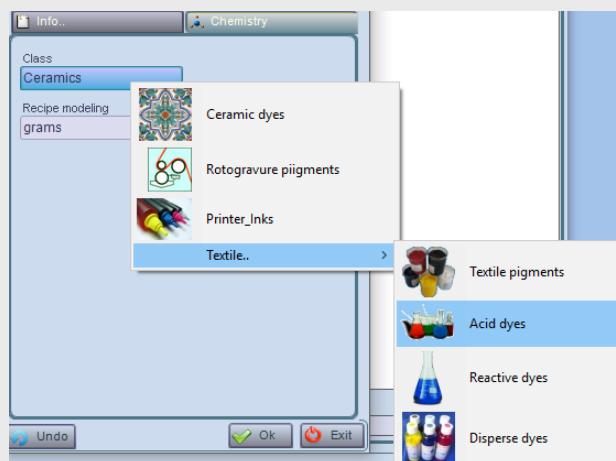 Info..
Chemistry
Class
Ceramics
Recipe modeling
grams
Ceramic dyes
Rotogravure piigments
Printer_Inks
Textile..
Textile pigments
Acid dyes
Reactive dyes
Disperse dyes
Undo
Ok
Exit